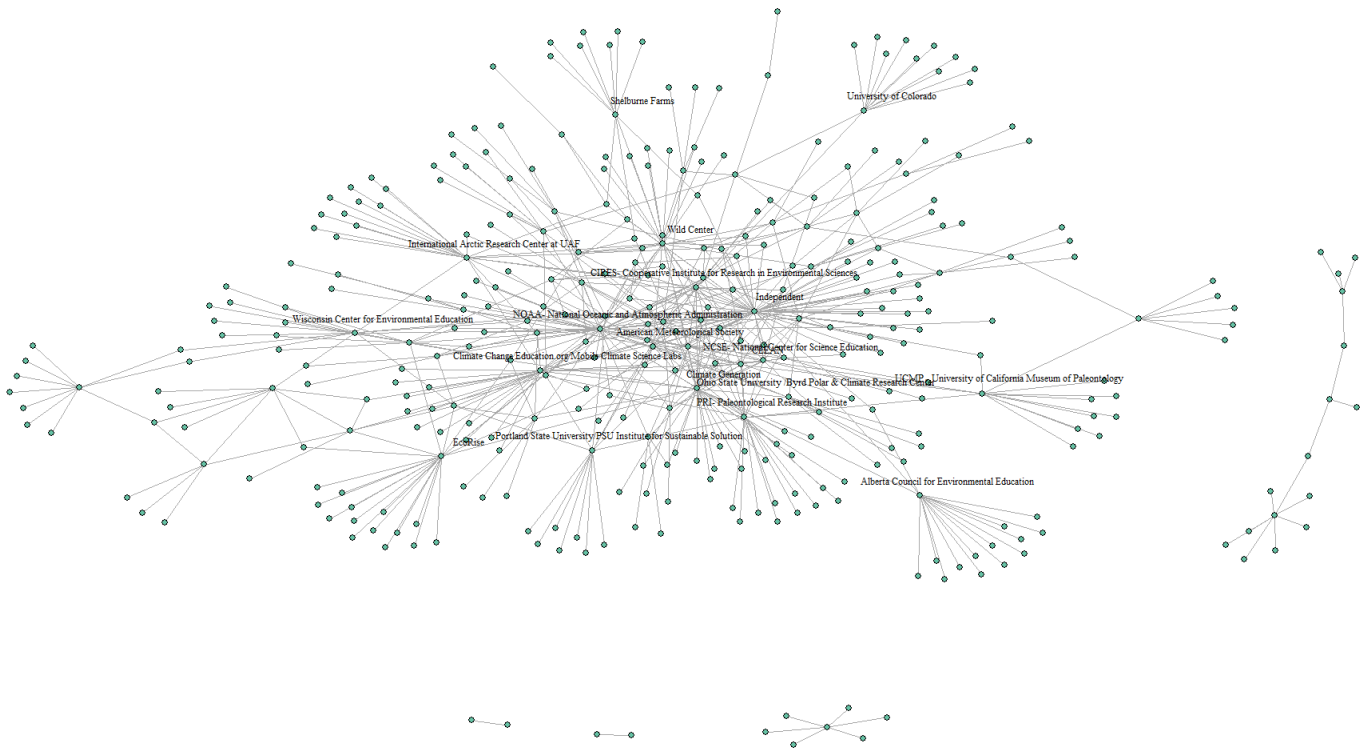 Shelburne Farms
University of Colorado
Wild Center
International Arctic Research Center at UAF
CIRES- Cooperative Institute for Research in Environmental Sciences
Independent
NOAA- National Oceanic and Atmospheric Administration
Wisconsin Center for Environmental Education
American Meteorological Society
NCSE- National Center for Science Education
CLEAN
Climate Change Education.org/Mobile Climate Science Labs
Climate Generation
UCMP - University of California Museum of Paleontology
Ohio State University /Byrd Polar & Climate Research Center
PRI- Paleontological Research Institute
Portland State University/PSU Institute for Sustainable Solution
EcoRise
Alberta Council for Environmental Education